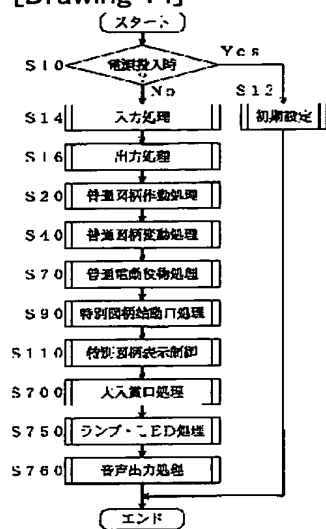 [Drawing 14]
スタート
S10 電源投入時 ? Yes
No
S12
S14 入力処理 初期設定
S16 出力処理
S20 普通図柄作動処理
S40 普通図柄変動処理
S70 普通電動役物処理
S90 特別図柄始動口処理
S110 特別図柄表示制御
S700 大入賞口処理
S750 ランプ・LED処理
S760 音声出力処理
エンド